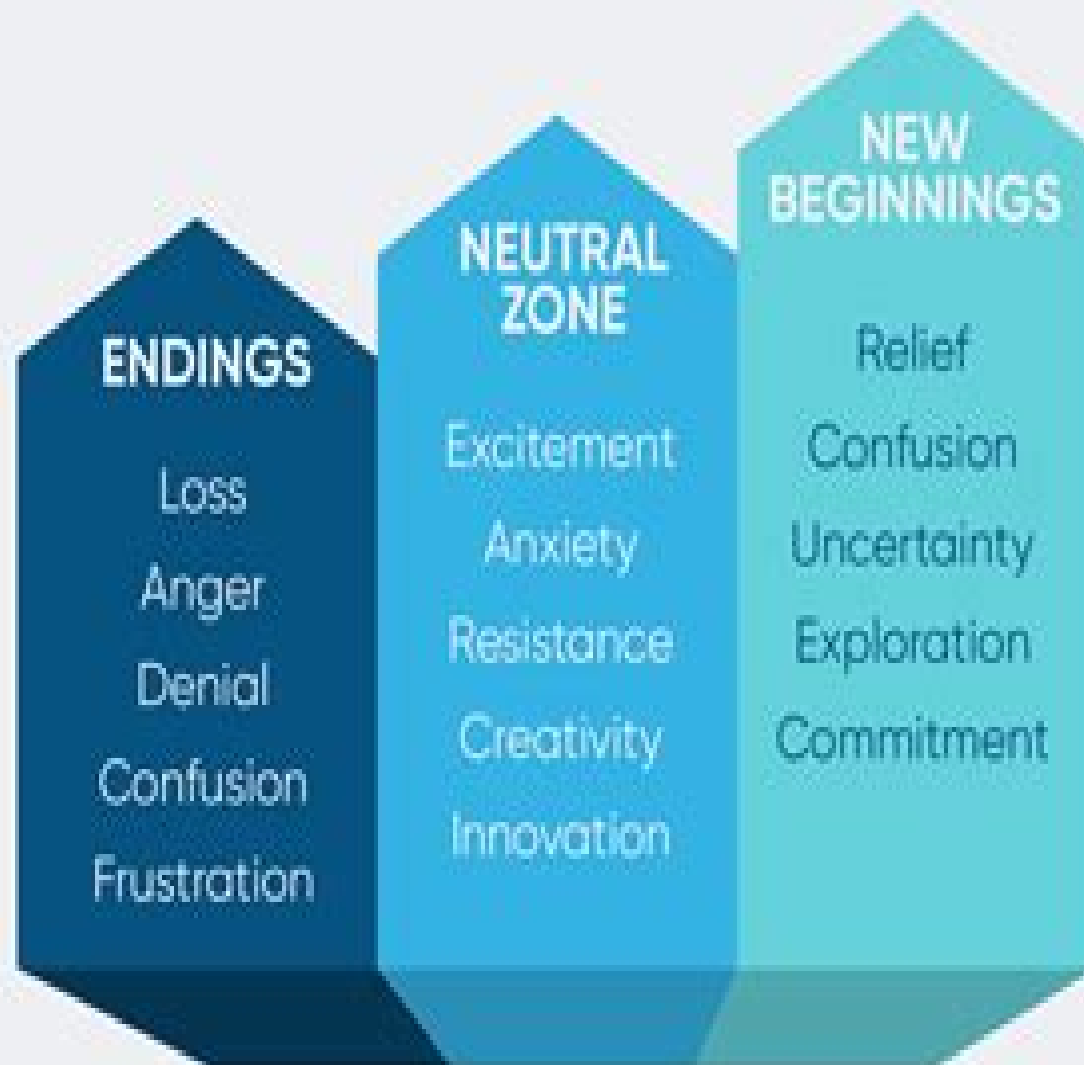 ENDINGS
Loss
Anger
Denial
Confusion
Frustration
NEUTRAL
ZONE
Excitement
Anxiety
Resistance
Creativity
Innovation
NEW
BEGINNINGS
Relief
Confusion
Uncertainty
Exploration
Commitment